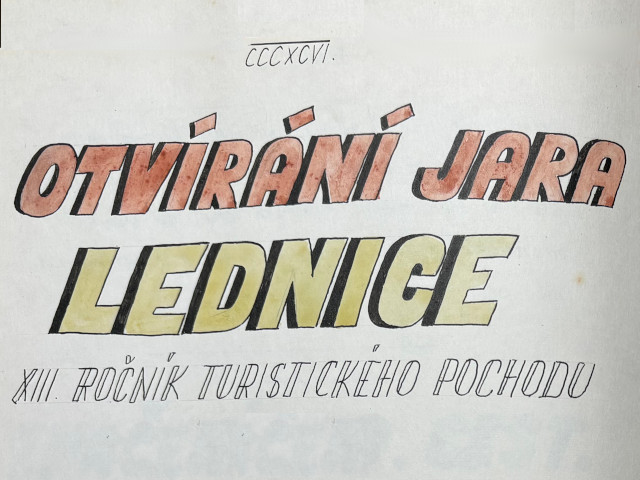 CCCXCVI.
OTVÍRÁNÍ JARA
LEDNICE
XIII. ROČNÍK TURISTICKÉHO POCHODU